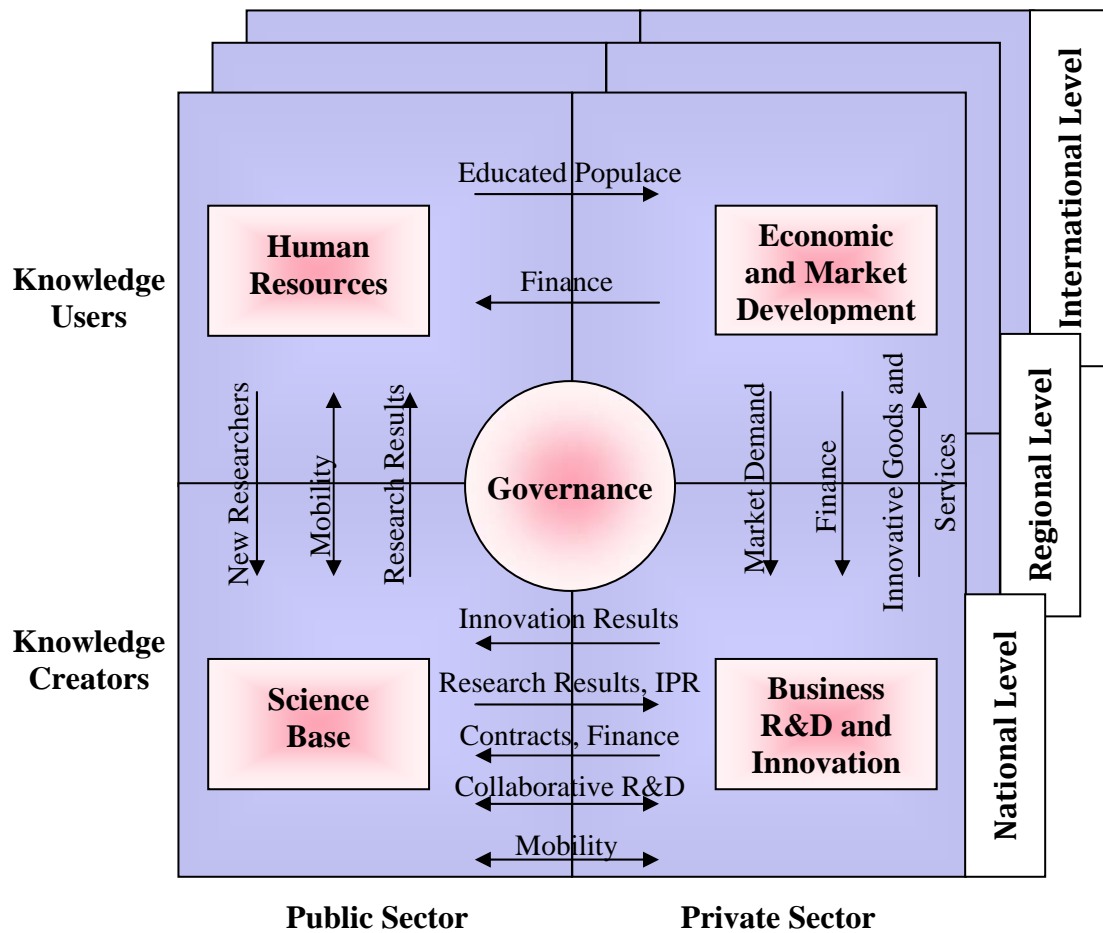 International Level
Educated Populace
Human
Resources
Economic
and Market
Development
Knowledge
Users
Finance
Regional Level
New Researchers
Mobility
Research Results
Governance
Market Demand
Finance
Innovative Goods and
Services
Knowledge
Creators
Innovation Results
National Level
Science
Base
Research Results, IPR
Business
R&D and
Innovation
Contracts, Finance
Collaborative R&D
Mobility
Public Sector
Private Sector